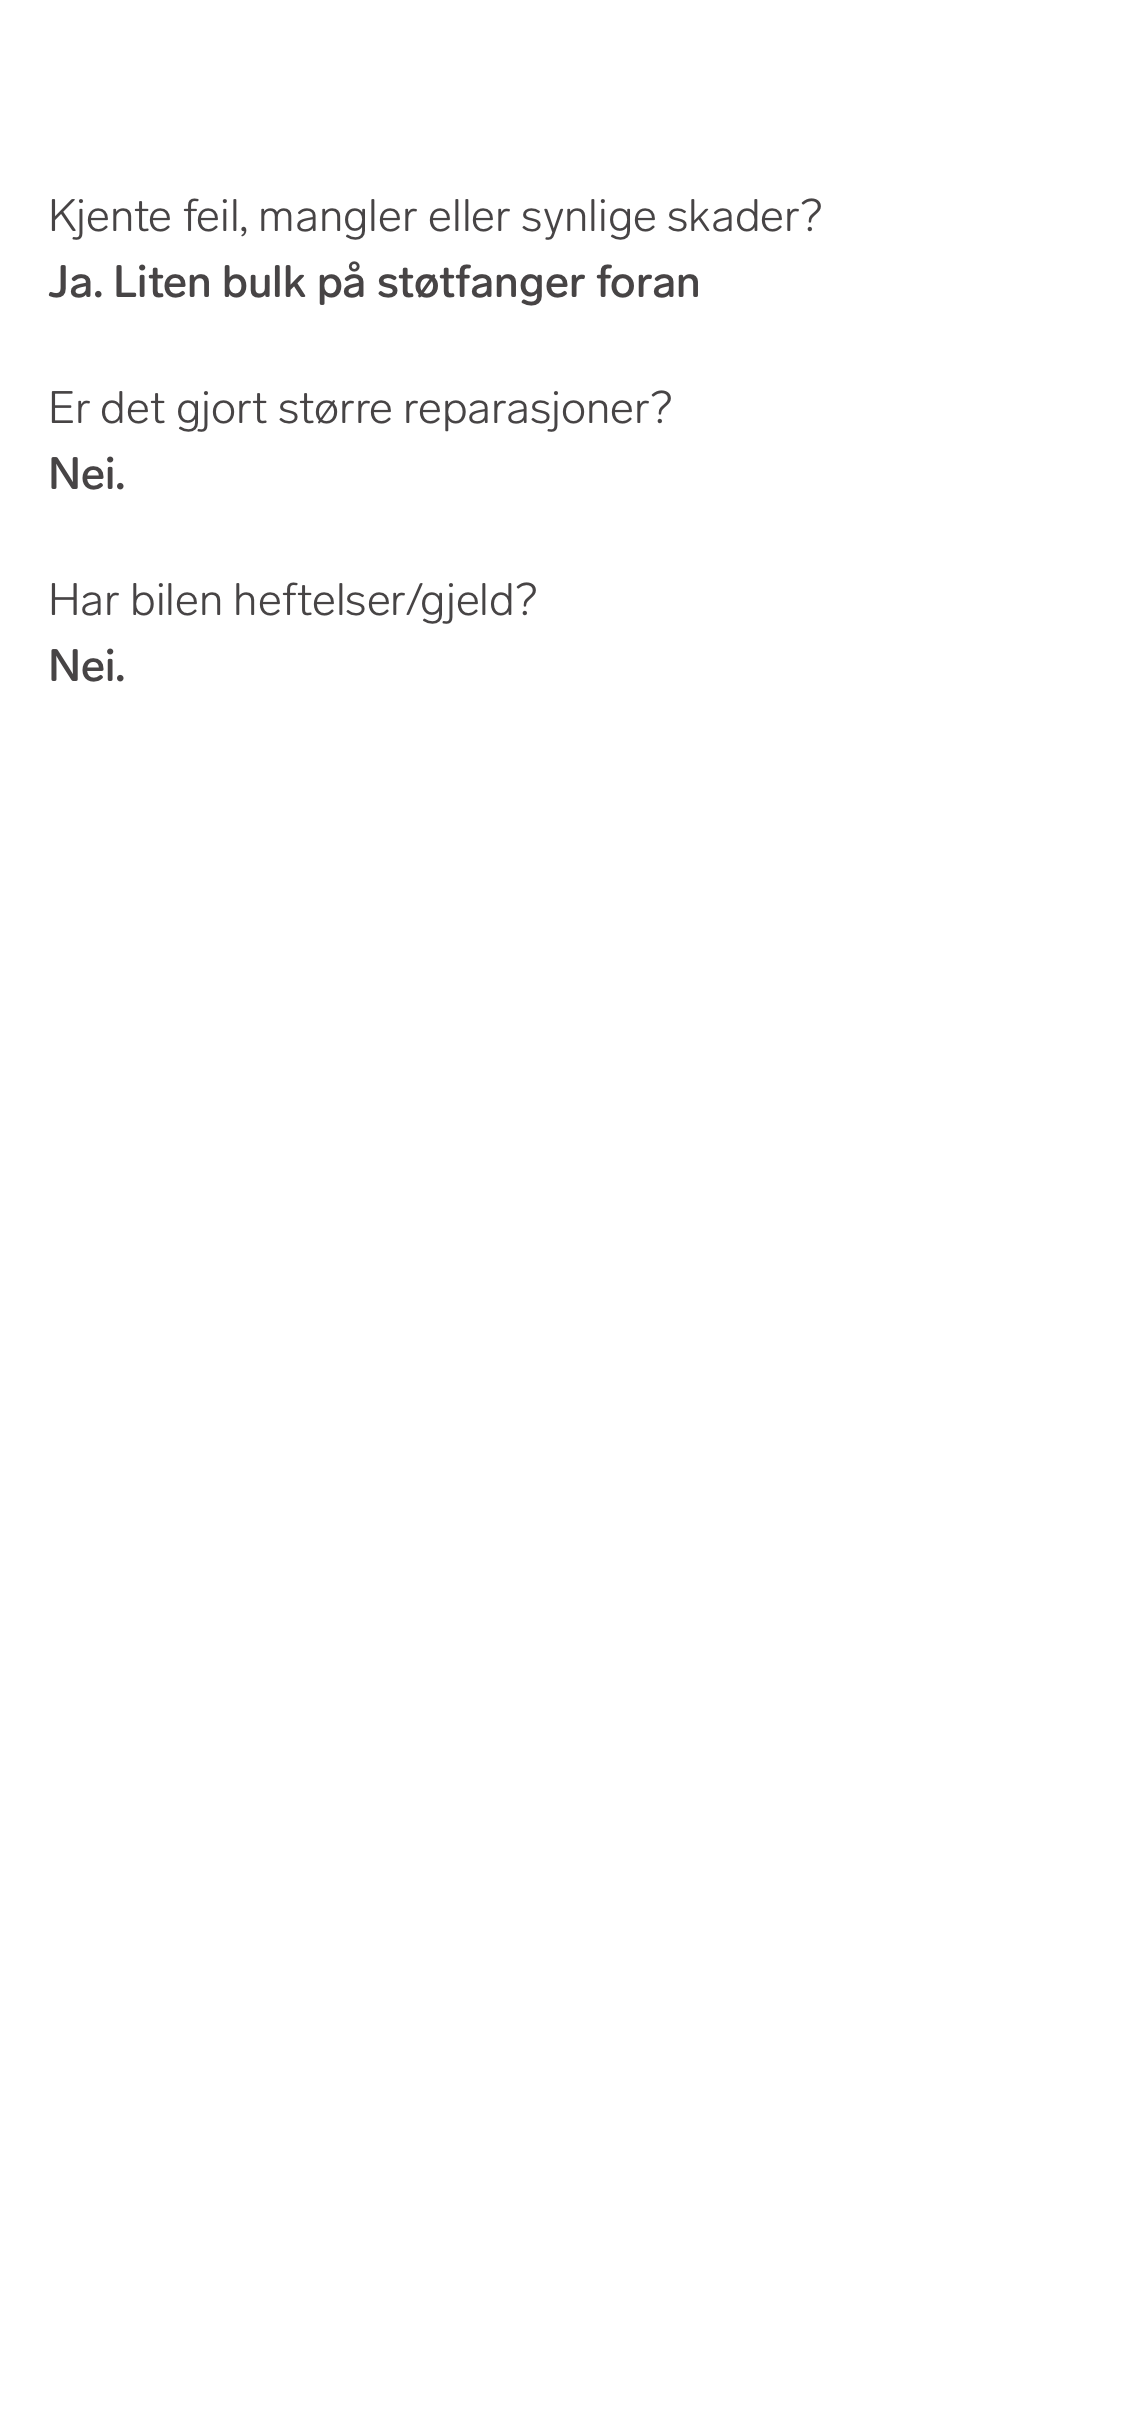 Kjente feil, mangler eller synlige skader?
Ja. Liten bulk på støtfanger foran
Er det gjort større reparasjoner?
Nei.
Har bilen heftelser/gjeld?
Nei.